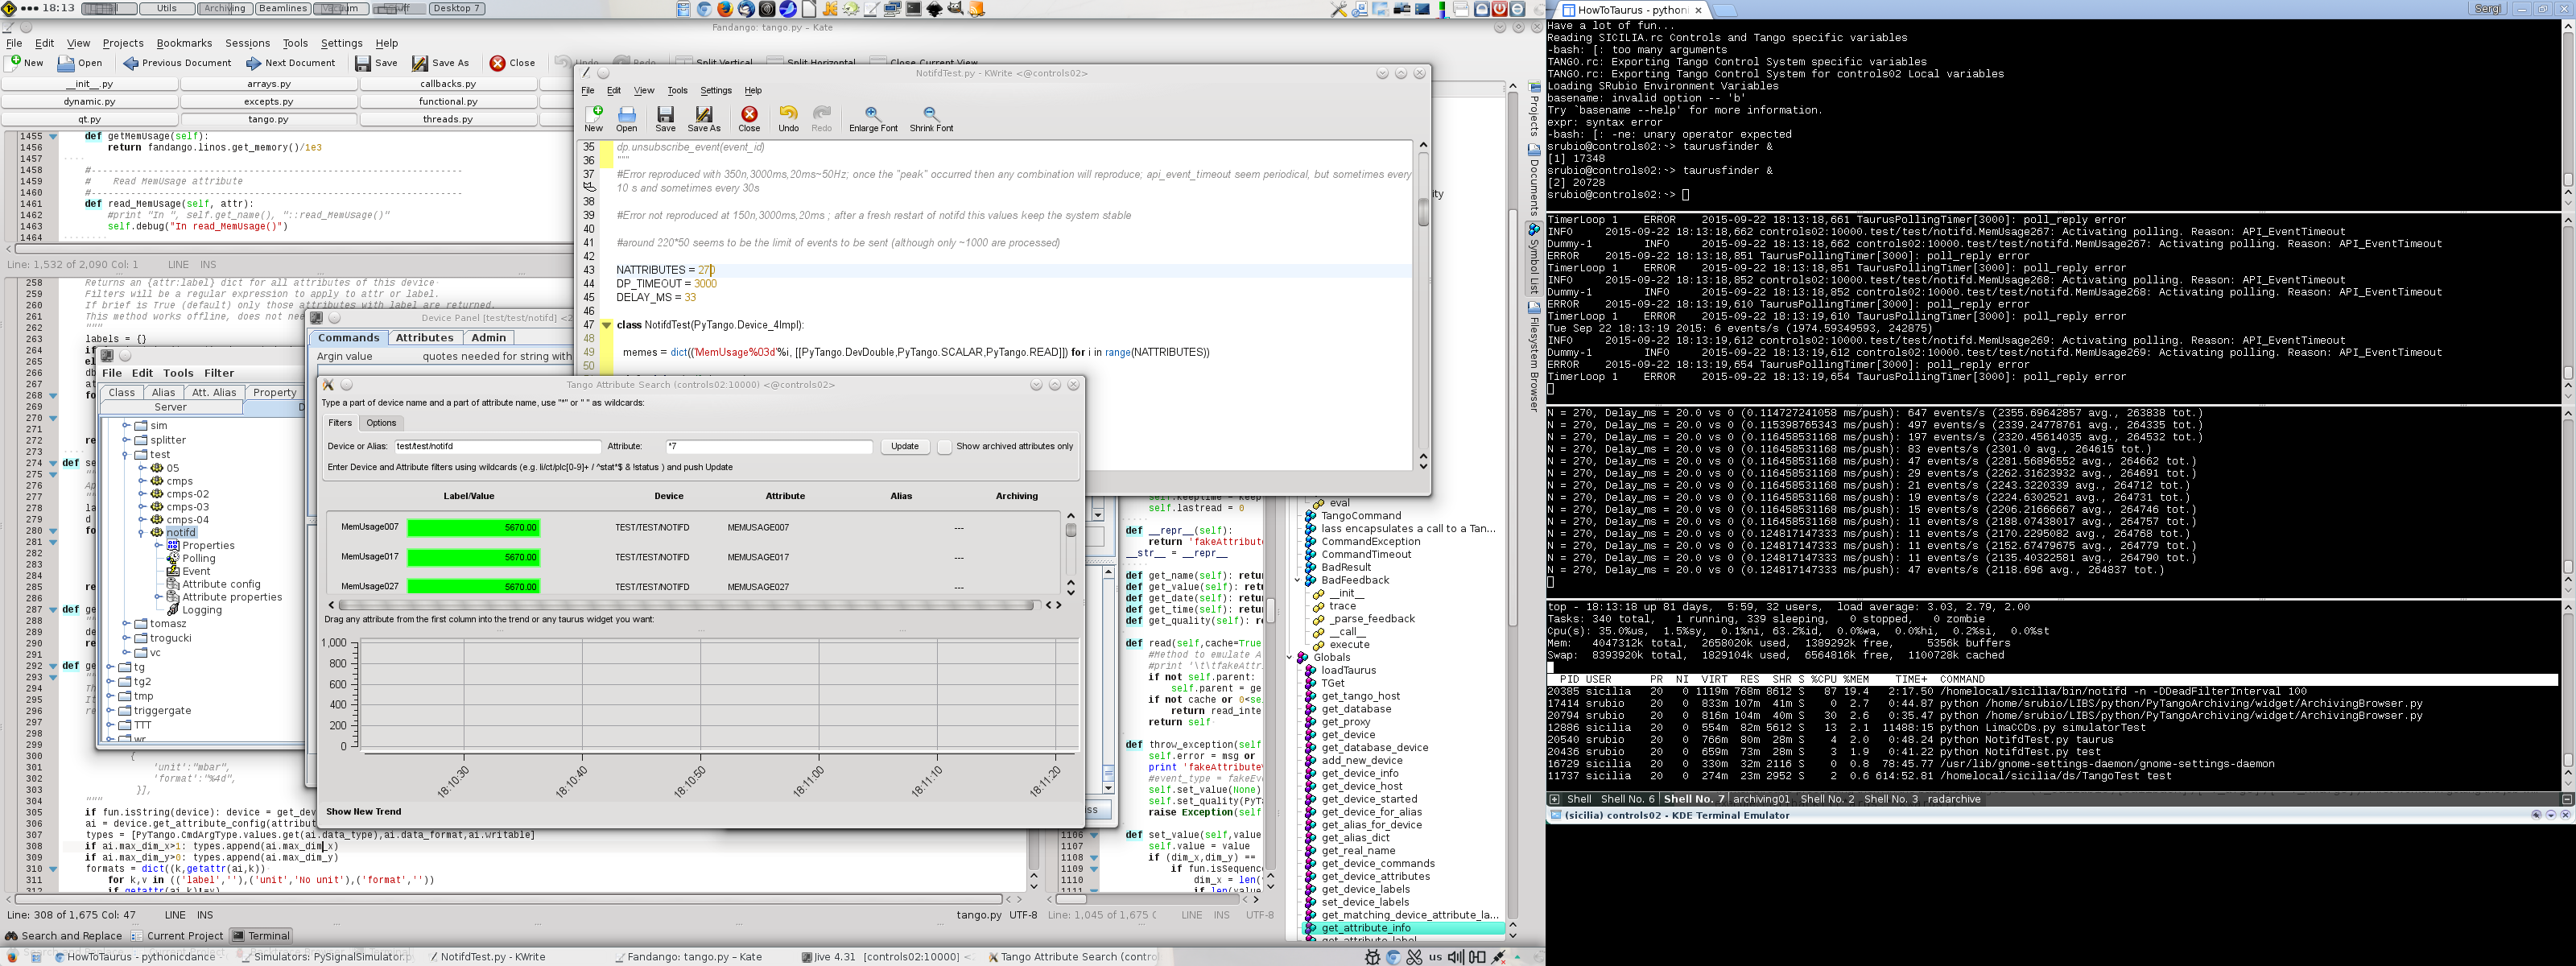 18:13
Utils
Archiving
Beamlines
Vacuum
Desktop 7
Fandango: tango.py – Kate
File Edit View Projects Bookmarks Sessions Tools Settings Help
New Open Previous Document Next Document Save Save As Close Undo Redo Split Vertical Split Horizontal Close Current View
__init__.py arrays.py callbacks.py
dynamic.py excepts.py functional.py
qt.py tango.py threads.py
1455 def getMemUsage(self):
1456 return fandango.linos.get_memory()/1e3
1457
1458 #----------------------------------------------------------------
1459 # Read MemUsage attribute
1460 #----------------------------------------------------------------
1461 def read_MemUsage(self, attr):
1462 #print "In ", self.get_name(), "::read_MemUsage()"
1463 self.debug("In read_MemUsage()")
1464
Line: 1,532 of 2,090 Col: 1 LINE INS
258 Returns an {attr:label} dict for all attributes of this device
259 Filters will be a regular expression to apply to attr or label.
260 If brief is True (default) only those attributes with label are returned.
261 This method works offline, does not nee
262 """
263 labels = {}
300 {
301 'unit':"mbar",
302 'format':"%4d",
303 }},
304 """
305 if fun.isString(device): device = get_dev
306 ai = device.get_attribute_config(attribut
307 types = [PyTango.CmdArgType.values.get(ai.data_type),ai.data_format,ai.writable]
308 if ai.max_dim_x>1: types.append(ai.max_dim_x)
309 if ai.max_dim_y>0: types.append(ai.max_dim_y)
310 formats = dict((k,getattr(ai,k))
311 for k,v in (('label',''),('unit','No unit'),('format',''))
312 if getattr(ai,k)!=v)
Line: 308 of 1,675 Col: 47 LINE INS
tango.py UTF-8
Line: 1,045 of 1,675 C LINE INS UTF-8
Search and Replace Current Project Terminal
File Edit Tools Filter
Class Alias Att. Alias Property
Server
sim
splitter
test
05
cmps
cmps-02
cmps-03
cmps-04
notifd
Properties
Polling
Event
Attribute config
Attribute properties
Logging
tomasz
trogucki
vc
tg
tg2
tmp
triggergate
TTT
wr
Device Panel [test/test/notifd] <2
Commands Attributes Admin
Argin value quotes needed for string with
NotifdTest.py - KWrite <@controls02>
File Edit View Tools Settings Help
New Open Save Save As Close Undo Redo Enlarge Font Shrink Font
35 dp.unsubscribe_event(event_id)
36 """
37 #Error reproduced with 350n,3000ms,20ms~50Hz; once the "peak" occurred then any combination will reproduce; api_event_timeout seem periodical, but sometimes every
10 s and sometimes every 30s
38
39 #Error not reproduced at 150n,3000ms,20ms ; after a fresh restart of notifd this values keep the system stable
40
41 #around 220*50 seems to be the limit of events to be sent (although only ~1000 are processed)
42
43 NATTRIBUTES = 270
44 DP_TIMEOUT = 3000
45 DELAY_MS = 33
46
47 class NotifdTest(PyTango.Device_4Impl):
48
49 memes = dict(('MemUsage%03d'%i, [[PyTango.DevDouble,PyTango.SCALAR,PyTango.READ]]) for i in range(NATTRIBUTES))
50
Tango Attribute Search (controls02:10000) <@controls02>
Type a part of device name and a part of attribute name, use "*" or " " as wildcards:
Filters Options
Device or Alias: test/test/notifd Attribute: *7 Update Show archived attributes only
Enter Device and Attribute filters using wildcards (e.g. li/ct/plc[0-9]+ / ^stat*$ & !status ) and push Update
Label/Value Device Attribute Alias Archiving
MemUsage007 5670.00 TEST/TEST/NOTIFD MEMUSAGE007 ---
MemUsage017 5670.00 TEST/TEST/NOTIFD MEMUSAGE017 ---
MemUsage027 5670.00 TEST/TEST/NOTIFD MEMUSAGE027 ---
Drag any attribute from the first column into the trend or any taurus widget you want:
1,000
800
600
400
200
0
18:10:30 18:10:40 18:10:50 18:11:00 18:11:10 18:11:20
Show New Trend
self.lastread = 0
def __repr__(self):
return 'fakeAttribut
__str__ = __repr__
def get_name(self): retur
def get_value(self): retu
def get_date(self): retur
def get_time(self): retur
def get_quality(self): re
def read(self,cache=True
#Method to emulate A
#print '\t\tfakeAttri
if not self.parent:
self.parent = ge
if not cache or 0<se
return read_inte
return self
def throw_exception(self
self.error = msg or
print 'fakeAttribute
#event_type = fakeEv
self.set_value(None)
self.set_quality(PyT
raise Exception(self
1106 def set_value(self,value
1107 self.value = value
1108 if (dim_x,dim_y) ==
1109 if fun.issequenc
1110 dim_x = len(
1111 if len(value
eval
TangoCommand
lass encapsulates a call to a Tan...
CommandException
CommandTimeout
BadResult
BadFeedback
__init__
trace
_parse_feedback
__call__
execute
Globals
loadTaurus
TGet
get_tango_host
get_database
get_proxy
get_device
get_database_device
add_new_device
get_device_info
get_device_host
get_device_started
get_device_for_alias
get_alias_for_device
get_alias_dict
get_real_name
get_device_commands
get_device_attributes
get_device_labels
set_device_labels
get_matching_device_attribute_la...
get_attribute_info
get_attribute_label
Projects
Documents
Symbol List
Filesystem Browser
HowToTaurus - pythoni
Sergi
Have a lot of fun...
Reading SICILIA.rc Controls and Tango specific variables
-bash: [: too many arguments
TANGO.rc: Exporting Tango Control System specific variables
TANGO.rc: Exporting Tango Control System for controls02 Local variables
Loading SRubio Environment Variables
basename: invalid option -- 'b'
Try `basename --help' for more information.
expr: syntax error
-bash: [: -ne: unary operator expected
srubio@controls02:~> taurusfinder &
[1] 17348
srubio@controls02:~> taurusfinder &
[2] 20728
srubio@controls02:~>
TimerLoop 1 ERROR 2015-09-22 18:13:18,661 TaurusPollingTimer[3000]: poll_reply error
INFO 2015-09-22 18:13:18,662 controls02:10000.test/test/notifd.MemUsage267: Activating polling. Reason: API_EventTimeout
Dummy-1 INFO 2015-09-22 18:13:18,662 controls02:10000.test/test/notifd.MemUsage267: Activating polling. Reason: API_EventTimeout
ERROR 2015-09-22 18:13:18,851 TaurusPollingTimer[3000]: poll_reply error
TimerLoop 1 ERROR 2015-09-22 18:13:18,851 TaurusPollingTimer[3000]: poll_reply error
INFO 2015-09-22 18:13:18,852 controls02:10000.test/test/notifd.MemUsage268: Activating polling. Reason: API_EventTimeout
Dummy-1 INFO 2015-09-22 18:13:18,852 controls02:10000.test/test/notifd.MemUsage268: Activating polling. Reason: API_EventTimeout
ERROR 2015-09-22 18:13:19,610 TaurusPollingTimer[3000]: poll_reply error
TimerLoop 1 ERROR 2015-09-22 18:13:19,610 TaurusPollingTimer[3000]: poll_reply error
Tue Sep 22 18:13:19 2015: 6 events/s (1974.59349593, 242875)
INFO 2015-09-22 18:13:19,612 controls02:10000.test/test/notifd.MemUsage269: Activating polling. Reason: API_EventTimeout
Dummy-1 INFO 2015-09-22 18:13:19,612 controls02:10000.test/test/notifd.MemUsage269: Activating polling. Reason: API_EventTimeout
ERROR 2015-09-22 18:13:19,654 TaurusPollingTimer[3000]: poll_reply error
TimerLoop 1 ERROR 2015-09-22 18:13:19,654 TaurusPollingTimer[3000]: poll_reply error
N = 270, Delay_ms = 20.0 vs 0 (0.114727241058 ms/push): 647 events/s (2355.69642857 avg., 263838 tot.)
N = 270, Delay_ms = 20.0 vs 0 (0.115398765343 ms/push): 497 events/s (2339.24778761 avg., 264335 tot.)
N = 270, Delay_ms = 20.0 vs 0 (0.116458531168 ms/push): 197 events/s (2320.45614035 avg., 264532 tot.)
N = 270, Delay_ms = 20.0 vs 0 (0.116458531168 ms/push): 83 events/s (2301.0 avg., 264615 tot.)
N = 270, Delay_ms = 20.0 vs 0 (0.116458531168 ms/push): 47 events/s (2281.56896552 avg., 264662 tot.)
N = 270, Delay_ms = 20.0 vs 0 (0.116458531168 ms/push): 29 events/s (2262.31623932 avg., 264691 tot.)
N = 270, Delay_ms = 20.0 vs 0 (0.116458531168 ms/push): 21 events/s (2243.3220339 avg., 264712 tot.)
N = 270, Delay_ms = 20.0 vs 0 (0.116458531168 ms/push): 19 events/s (2224.6302521 avg., 264731 tot.)
N = 270, Delay_ms = 20.0 vs 0 (0.116458531168 ms/push): 15 events/s (2206.21666667 avg., 264746 tot.)
N = 270, Delay_ms = 20.0 vs 0 (0.116458531168 ms/push): 11 events/s (2188.07438017 avg., 264757 tot.)
N = 270, Delay_ms = 20.0 vs 0 (0.124817147333 ms/push): 11 events/s (2170.2295082 avg., 264768 tot.)
N = 270, Delay_ms = 20.0 vs 0 (0.124817147333 ms/push): 11 events/s (2152.67479675 avg., 264779 tot.)
N = 270, Delay_ms = 20.0 vs 0 (0.124817147333 ms/push): 11 events/s (2135.40322581 avg., 264790 tot.)
N = 270, Delay_ms = 20.0 vs 0 (0.124817147333 ms/push): 47 events/s (2118.696 avg., 264837 tot.)
top - 18:13:18 up 81 days, 5:59, 32 users, load average: 3.03, 2.79, 2.00
Tasks: 340 total, 1 running, 339 sleeping, 0 stopped, 0 zombie
Cpu(s): 35.0%us, 1.5%sy, 0.1%ni, 63.2%id, 0.0%wa, 0.0%hi, 0.2%si, 0.0%st
Mem: 4047312k total, 2658020k used, 1389292k free, 5356k buffers
Swap: 8393920k total, 1829104k used, 6564816k free, 1100728k cached
PID USER PR NI VIRT RES SHR S %CPU %MEM TIME+ COMMAND
20385 sicilia 20 0 1119m 768m 8612 S 87 19.4 2:17.50 /homelocal/sicilia/bin/notifd -n -DDeadFilterInterval 100
17414 srubio 20 0 833m 107m 41m S 0 2.7 0:44.87 python /home/srubio/LIBS/python/PyTangoArchiving/widget/ArchivingBrowser.py
20794 srubio 20 0 816m 104m 40m S 30 2.6 0:35.47 python /home/srubio/LIBS/python/PyTangoArchiving/widget/ArchivingBrowser.py
12886 sicilia 20 0 554m 82m 5612 S 13 2.1 11488:15 python LimaCCDs.py simulatorTest
20540 srubio 20 0 766m 80m 28m S 4 2.0 0:48.24 python NotifdTest.py taurus
20436 srubio 20 0 659m 73m 28m S 3 1.9 0:41.22 python NotifdTest.py test
16729 sicilia 20 0 330m 32m 2116 S 0 0.8 78:45.77 /usr/lib/gnome-settings-daemon/gnome-settings-daemon
11737 sicilia 20 0 274m 23m 2952 S 2 0.6 614:52.81 /homelocal/sicilia/ds/TangoTest test
Shell Shell No. 6 Shell No. 7 archiving01 Shell No. 2 Shell No. 3 radarchive
(sicilia) controls02 - KDE Terminal Emulator
HowToTaurus - pythonicdance
Simulators: PySignalSimulator.p
NotifdTest.py - KWrite
Fandango: tango.py – Kate
Jive 4.31 [controls02:10000] <
Tango Attribute Search (contro
us